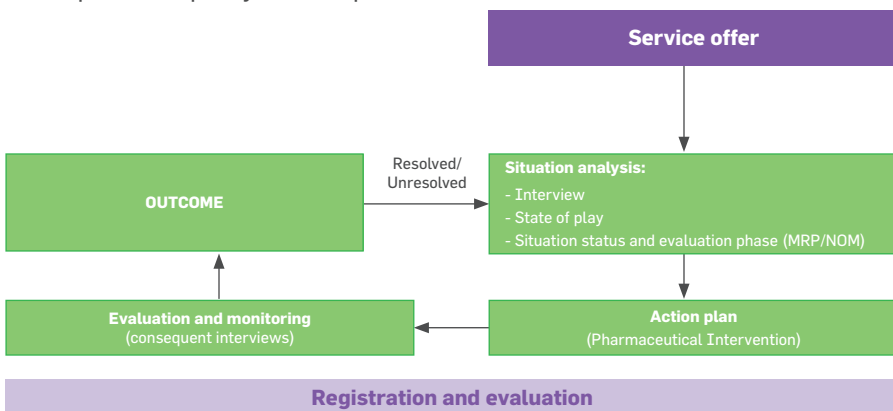 Service offer
Resolved/
Unresolved
OUTCOME
Situation analysis:
- Interview
- State of play
- Situation status and evaluation phase (MRP/NOM)
Evaluation and monitoring
(consequent interviews)
Action plan
(Pharmaceutical Intervention)
Registration and evaluation